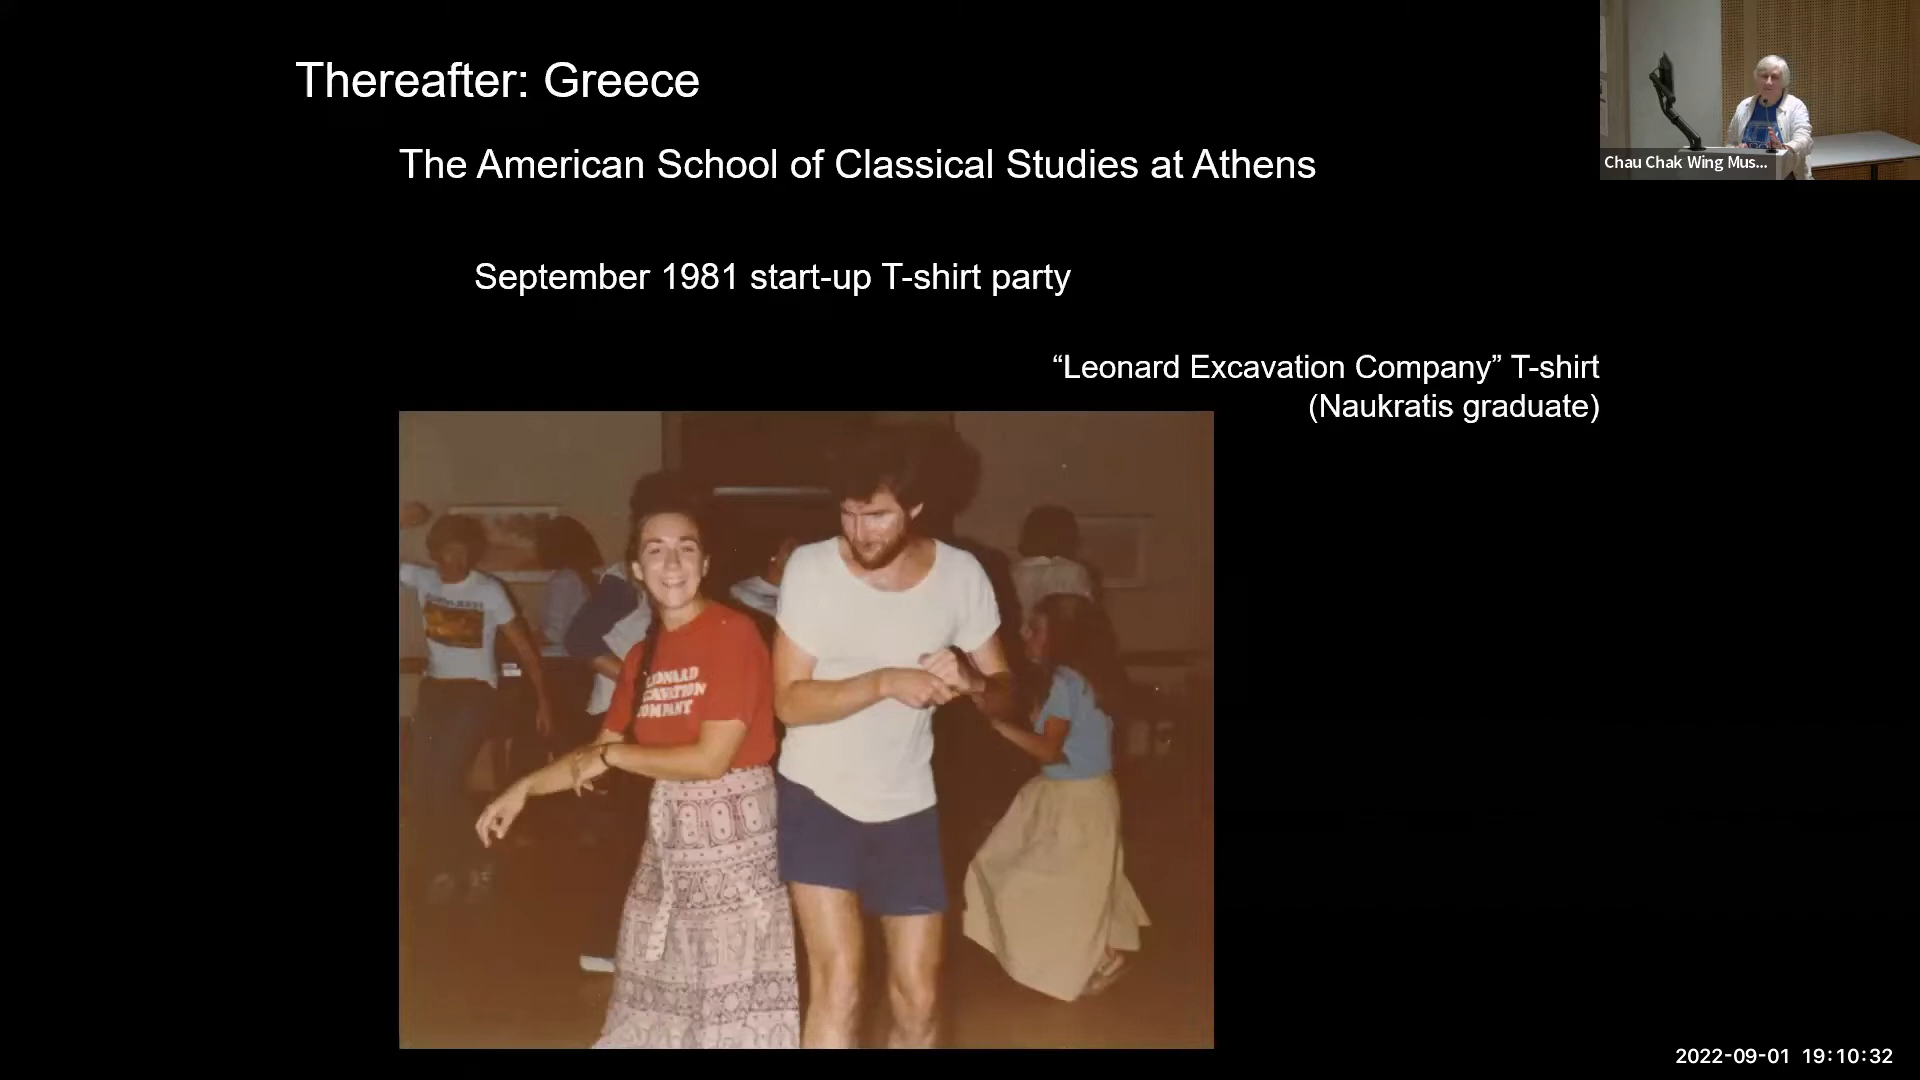 Thereafter: Greece
The American School of Classical Studies at Athens
September 1981 start-up T-shirt party
“Leonard Excavation Company” T-shirt
(Naukratis graduate)
Chau Chak Wing Mus...
COMPANY
2022-09-01 19:10:32